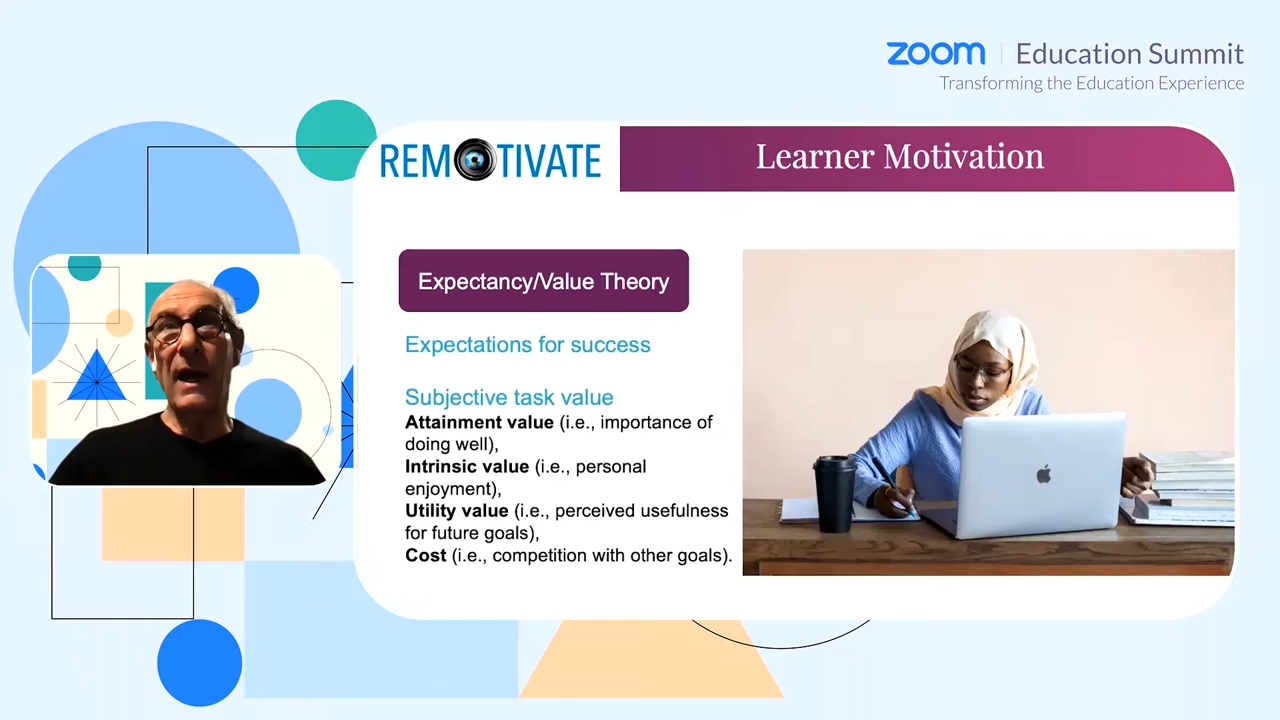 zoom Education Summit
Transforming the Education Experience
REMOTIVATE
Learner Motivation
Expectancy/Value Theory
Expectations for success
Subjective task value
Attainment value (i.e., importance of
doing well),
Intrinsic value (i.e., personal
enjoyment),
Utility value (i.e., perceived usefulness
for future goals),
Cost (i.e., competition with other goals).